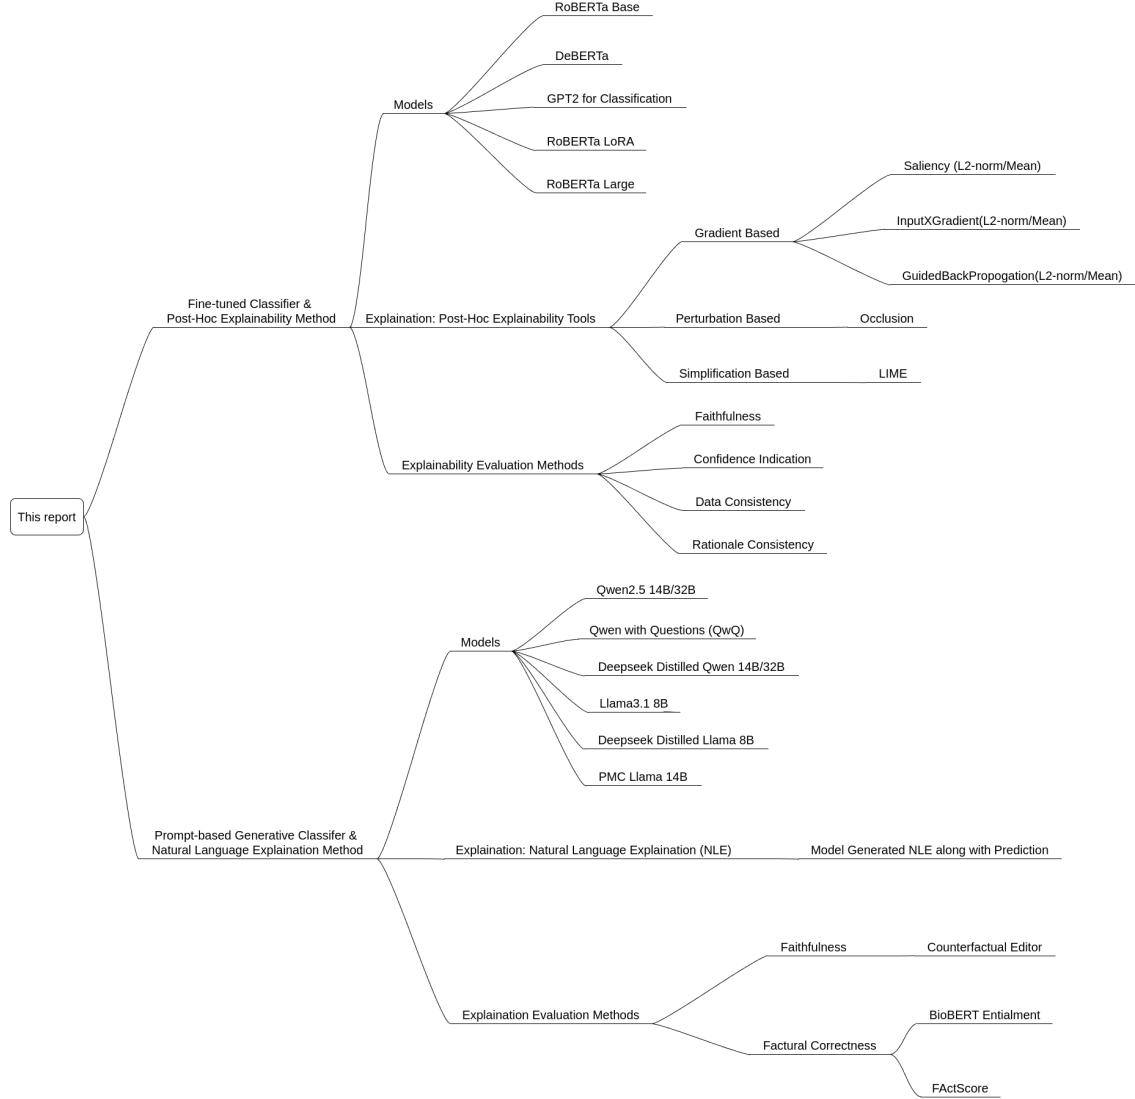 RoBERTa Base
DeBERTa
Models
GPT2 for Classification
RoBERTa LoRA
RoBERTa Large
Saliency (L2-norm/Mean)
Gradient Based
InputXGradient(L2-norm/Mean)
GuidedBackPropogation(L2-norm/Mean)
Fine-tuned Classifier &
Post-Hoc Explainability Method
Explaination: Post-Hoc Explainability Tools
Perturbation Based
Occlusion
Simplification Based
LIME
Faithfulness
Explainability Evaluation Methods
Confidence Indication
Data Consistency
Rationale Consistency
This report
Qwen2.5 14B/32B
Models
Qwen with Questions (QwQ)
Deepseek Distilled Qwen 14B/32B
Llama3.1 8B
Deepseek Distilled Llama 8B
PMC Llama 14B
Prompt-based Generative Classifer &
Natural Language Explaination Method
Explaination: Natural Language Explaination (NLE)
Model Generated NLE along with Prediction
Faithfulness
Counterfactual Editor
Explaination Evaluation Methods
Factural Correctness
BioBERT Entialment
FActScore